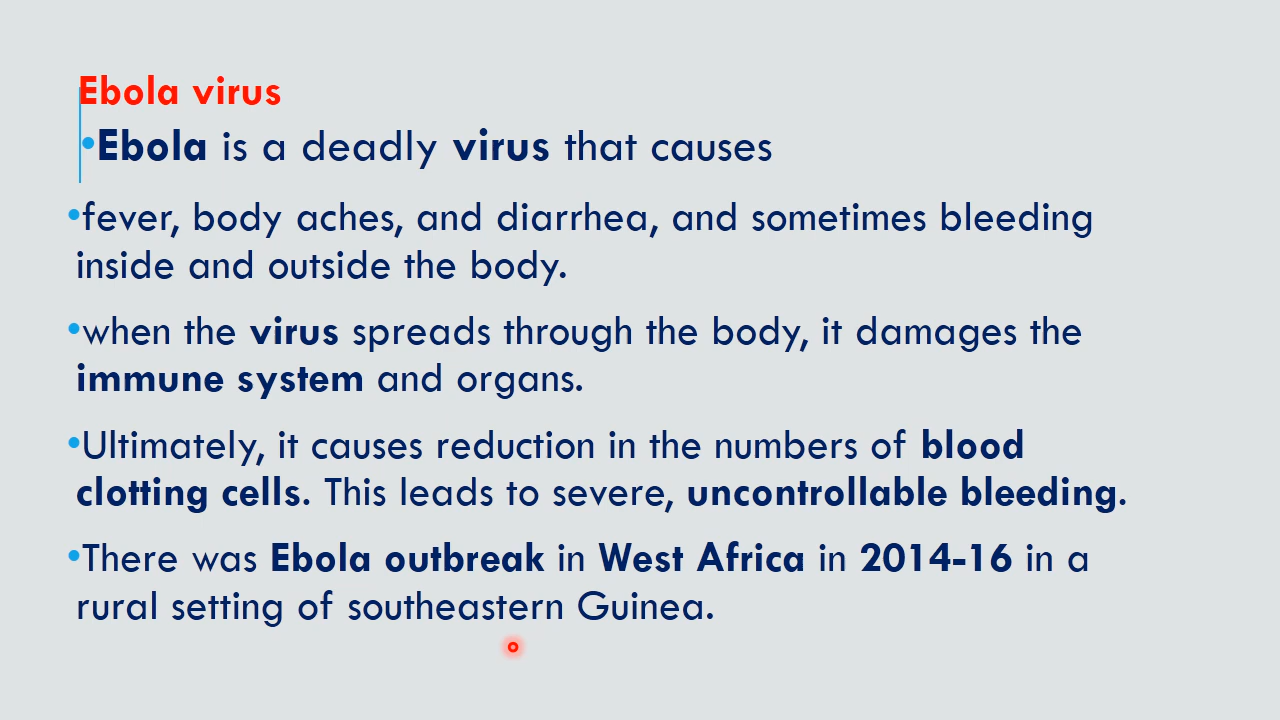 Ebola virus
•Ebola is a deadly virus that causes
•fever, body aches, and diarrhea, and sometimes bleeding
inside and outside the body.
•when the virus spreads through the body, it damages the
immune system and organs.
•Ultimately, it causes reduction in the numbers of blood
clotting cells. This leads to severe, uncontrollable bleeding.
•There was Ebola outbreak in West Africa in 2014-16 in a
rural setting of southeastern Guinea.